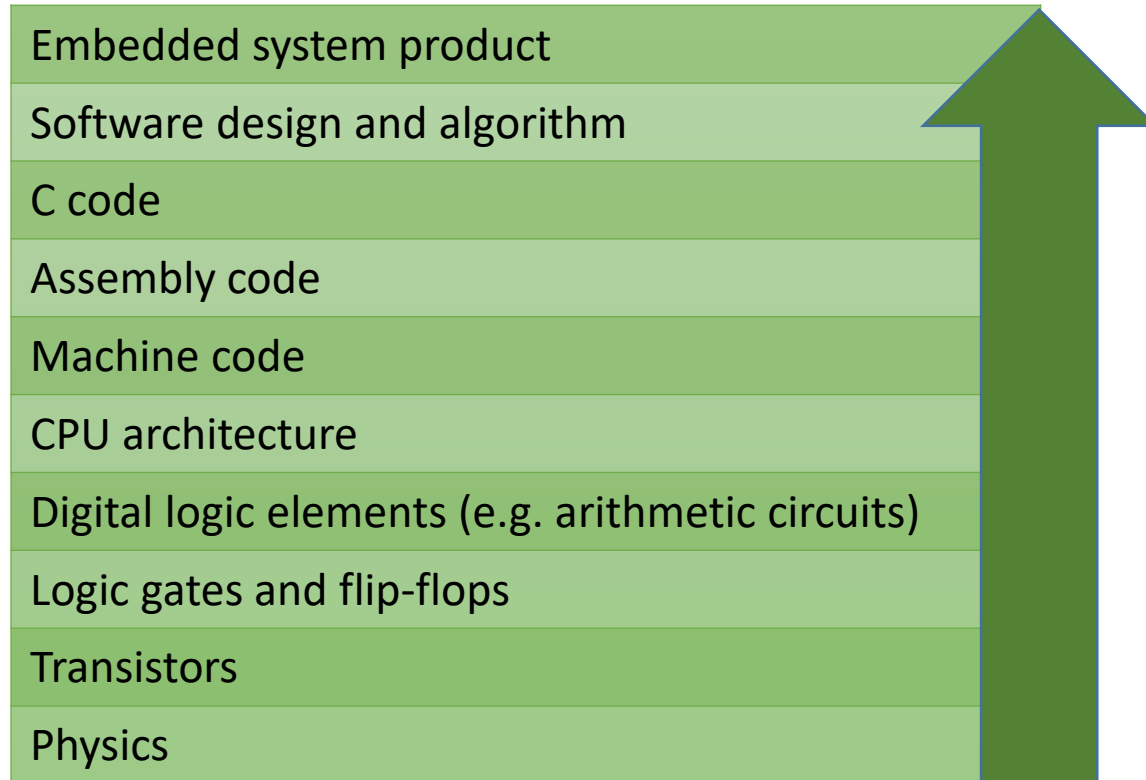 Embedded system product
Software design and algorithm
C code
Assembly code
Machine code
CPU architecture
Digital logic elements (e.g. arithmetic circuits)
Logic gates and flip-flops
Transistors
Physics